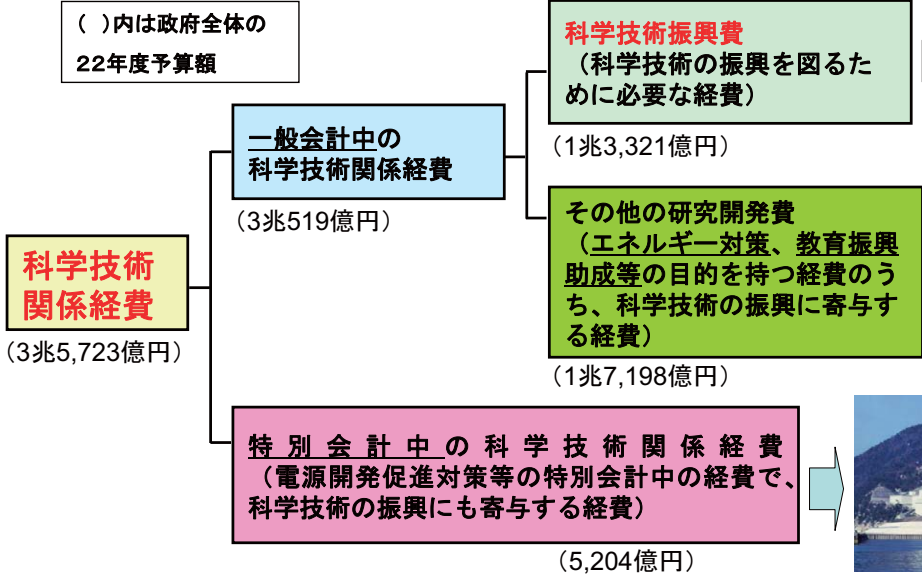 ( )内は政府全体の
22年度予算額
科学技術振興費
(科学技術の振興を図るた
めに必要な経費)
(1兆3,321億円)
一般会計中の
科学技術関係経費
(3兆519億円)
その他の研究開発費
(エネルギー対策、教育振興
助成等の目的を持つ経費のう
ち、科学技術の振興に寄与す
る経費)
(1兆7,198億円)
科学技術
関係経費
(3兆5,723億円)
特別会計中の科学技術関係経費
(電源開発促進対策等の特別会計中の経費で、
科学技術の振興にも寄与する経費)
(5,204億円)